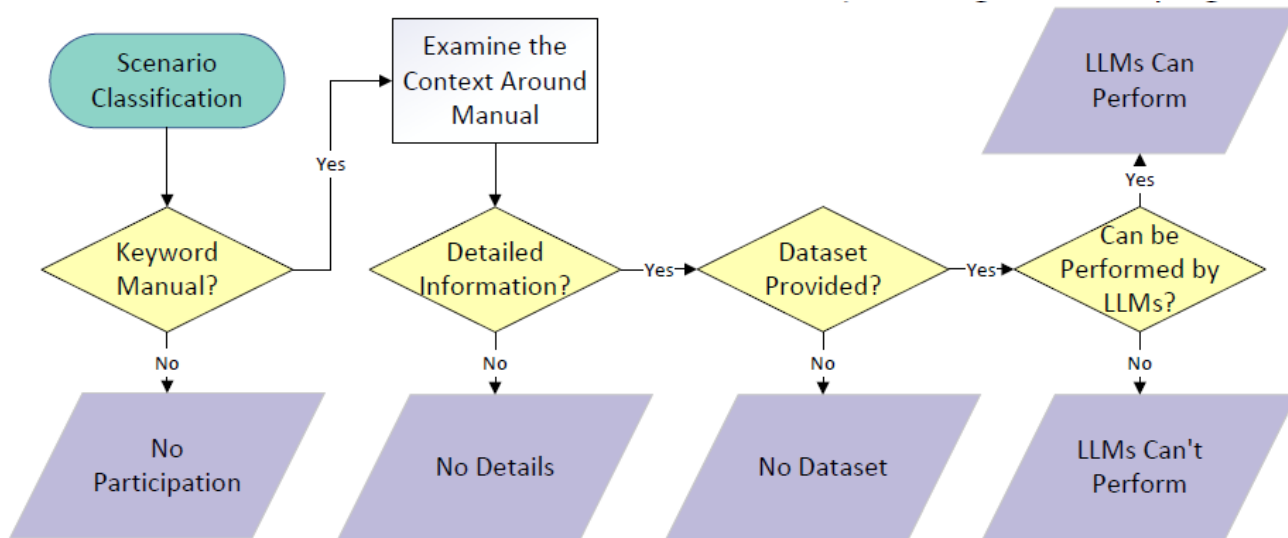 Scenario
Classification
Examine the
Context Around
Manual
LLMs Can
Perform
Yes
Yes
Keyword
Manual?
Detailed
Information?
Yes
Dataset
Provided?
Yes
Can be
Performed by
LLMs?
No
No
No
No
No
Participation
No Details
No Dataset
LLMs Can't
Perform